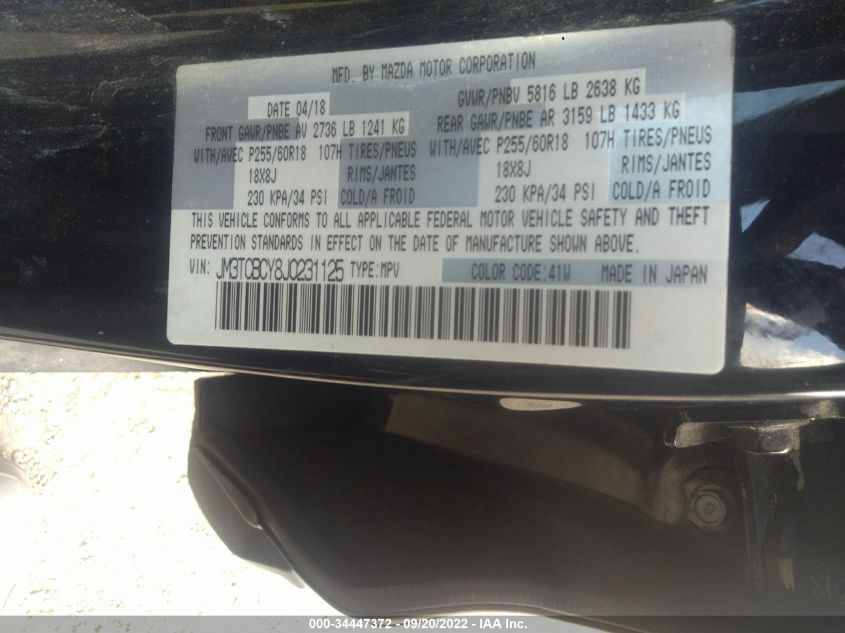 MFD. BY MAZDA MOTOR CORPORATION
DATE 04/18
GVWR/PNBV 5816 LB 2638 KG
FRONT GAWR/PNBE AV 2736 LB 1241 KG
REAR GAWR/PNBE AR 3159 LB 1433 KG
WITH/AVEC P255/60R18 107H TIRES/PNEUS
WITH/AVEC P255/60R18 107H TIRES/PNEUS
18X8J RIMS/JANTES
18X8J RIMS/JANTES
230 KPA/34 PSI COLD/A FROID
230 KPA/34 PSI COLD/A FROID
THIS VEHICLE CONFORMS TO ALL APPLICABLE FEDERAL MOTOR VEHICLE SAFETY AND THEFT
PREVENTION STANDARDS IN EFFECT ON THE DATE OF MANUFACTURE SHOWN ABOVE.
VIN: JM3TCBCY8J0231125 TYPE:MPV COLOR CODE:41W MADE IN JAPAN
000-34447372 - 09/20/2022 - IAA Inc.